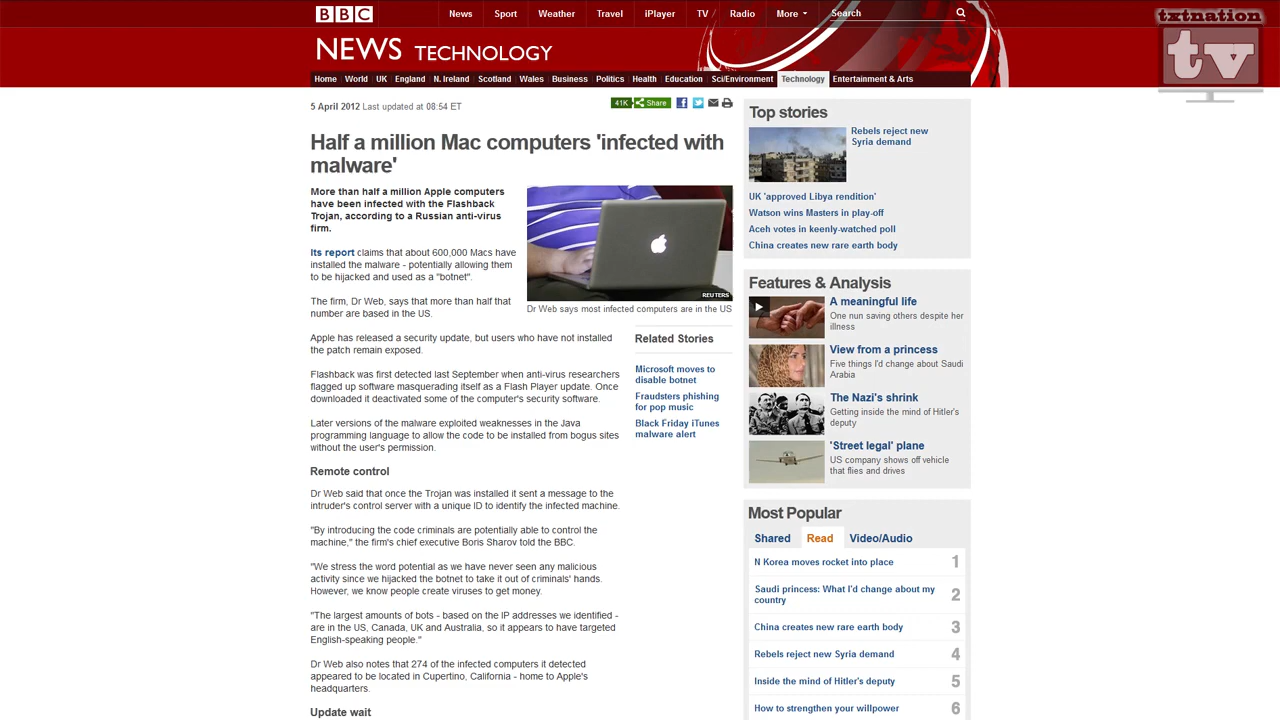 BBC
News
Sport
Weather
Travel
iPlayer
TV
Radio
More
Search
txtnation
tv
NEWS TECHNOLOGY
Home
World
UK
England
N. Ireland
Scotland
Wales
Business
Politics
Health
Education
Sci/Environment
Technology
Entertainment & Arts
5 April 2012 Last updated at 08:54 ET
41K
Share
Half a million Mac computers 'infected with
malware'
More than half a million Apple computers
have been infected with the Flashback
Trojan, according to a Russian anti-virus
firm.
Its report claims that about 600,000 Macs have
installed the malware - potentially allowing them
to be hijacked and used as a "botnet".
The firm, Dr Web, says that more than half that
number are based in the US.
REUTERS
Dr Web says most infected computers are in the US
Apple has released a security update, but users who have not installed
the patch remain exposed.
Flashback was first detected last September when anti-virus researchers
flagged up software masquerading itself as a Flash Player update. Once
downloaded it deactivated some of the computer's security software.
Later versions of the malware exploited weaknesses in the Java
programming language to allow the code to be installed from bogus sites
without the user's permission.
Remote control
Dr Web said that once the Trojan was installed it sent a message to the
intruder's control server with a unique ID to identify the infected machine.
"By introducing the code criminals are potentially able to control the
machine," the firm's chief executive Boris Sharov told the BBC.
"We stress the word potential as we have never seen any malicious
activity since we hijacked the botnet to take it out of criminals' hands.
However, we know people create viruses to get money.
"The largest amounts of bots - based on the IP addresses we identified -
are in the US, Canada, UK and Australia, so it appears to have targeted
English-speaking people."
Dr Web also notes that 274 of the infected computers it detected
appeared to be located in Cupertino, California - home to Apple's
headquarters.
Update wait
Related Stories
Microsoft moves to
disable botnet
Fraudsters phishing
for pop music
Black Friday iTunes
malware alert
Top stories
Rebels reject new
Syria demand
UK 'approved Libya rendition'
Watson wins Masters in play-off
Aceh votes in keenly-watched poll
China creates new rare earth body
Features & Analysis
A meaningful life
One nun saving others despite her
illness
View from a princess
Five things I'd change about Saudi
Arabia
The Nazi's shrink
Getting inside the mind of Hitler's
deputy
'Street legal' plane
US company shows off vehicle
that flies and drives
Most Popular
Shared
Read
Video/Audio
N Korea moves rocket into place 1
Saudi princess: What I'd change about my
country 2
China creates new rare earth body 3
Rebels reject new Syria demand 4
Inside the mind of Hitler's deputy 5
How to strengthen your willpower 6